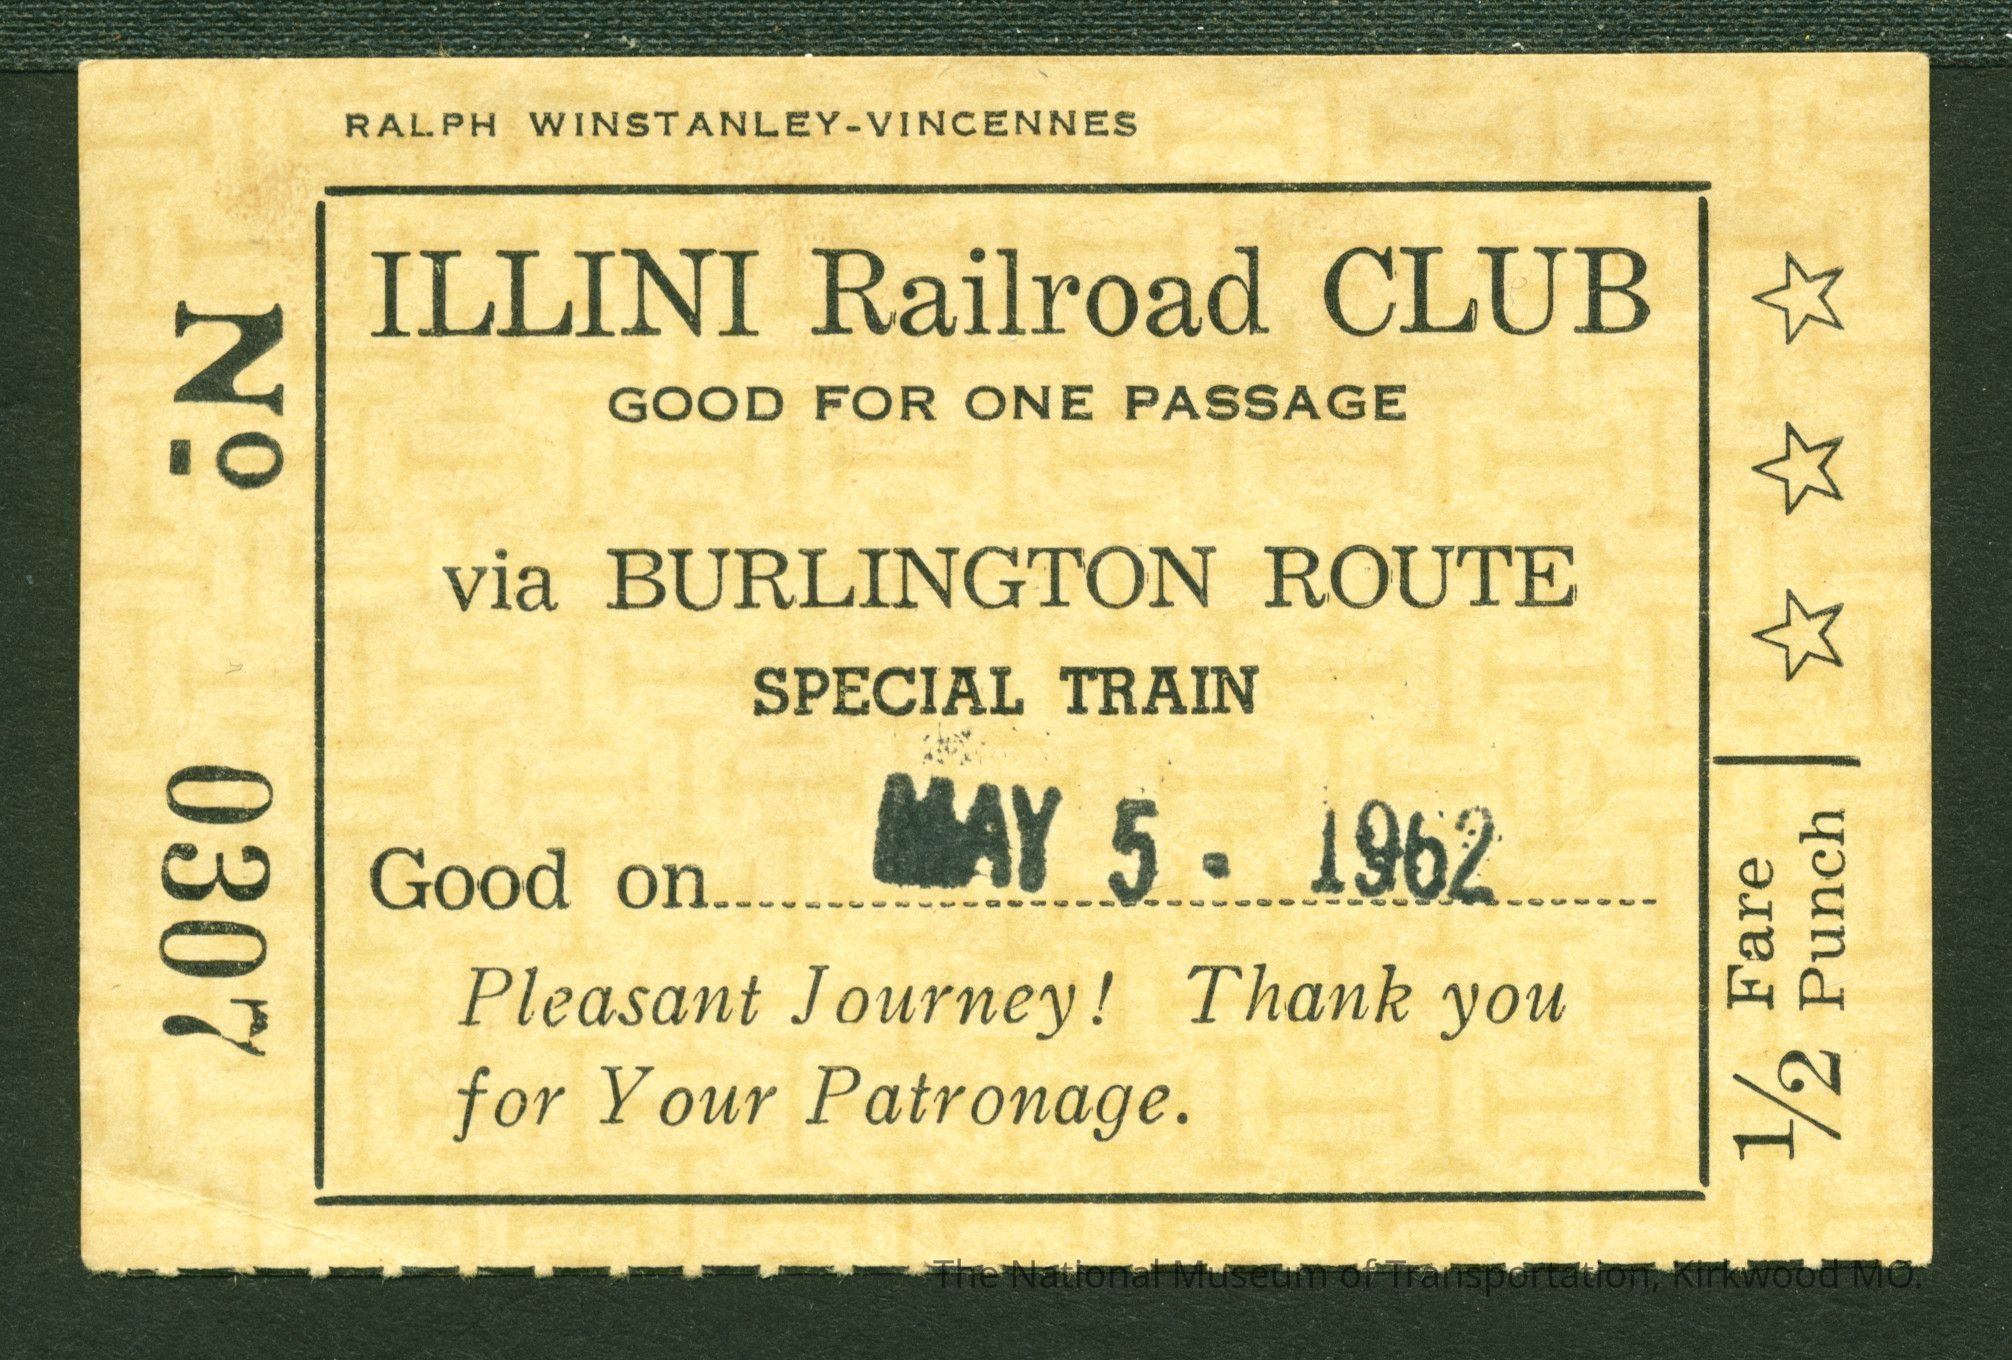 RALPH WINSTANLEY-VINCENNES
ILLINI Railroad CLUB
GOOD FOR ONE PASSAGE
via BURLINGTON ROUTE
SPECIAL TRAIN
Good on MAY 5 - 1962
Pleasant Journey! Thank you
for Your Patronage.
No
0307
1/2 Fare
Punch
The National Museum of Transportation, Kirkwood MO.